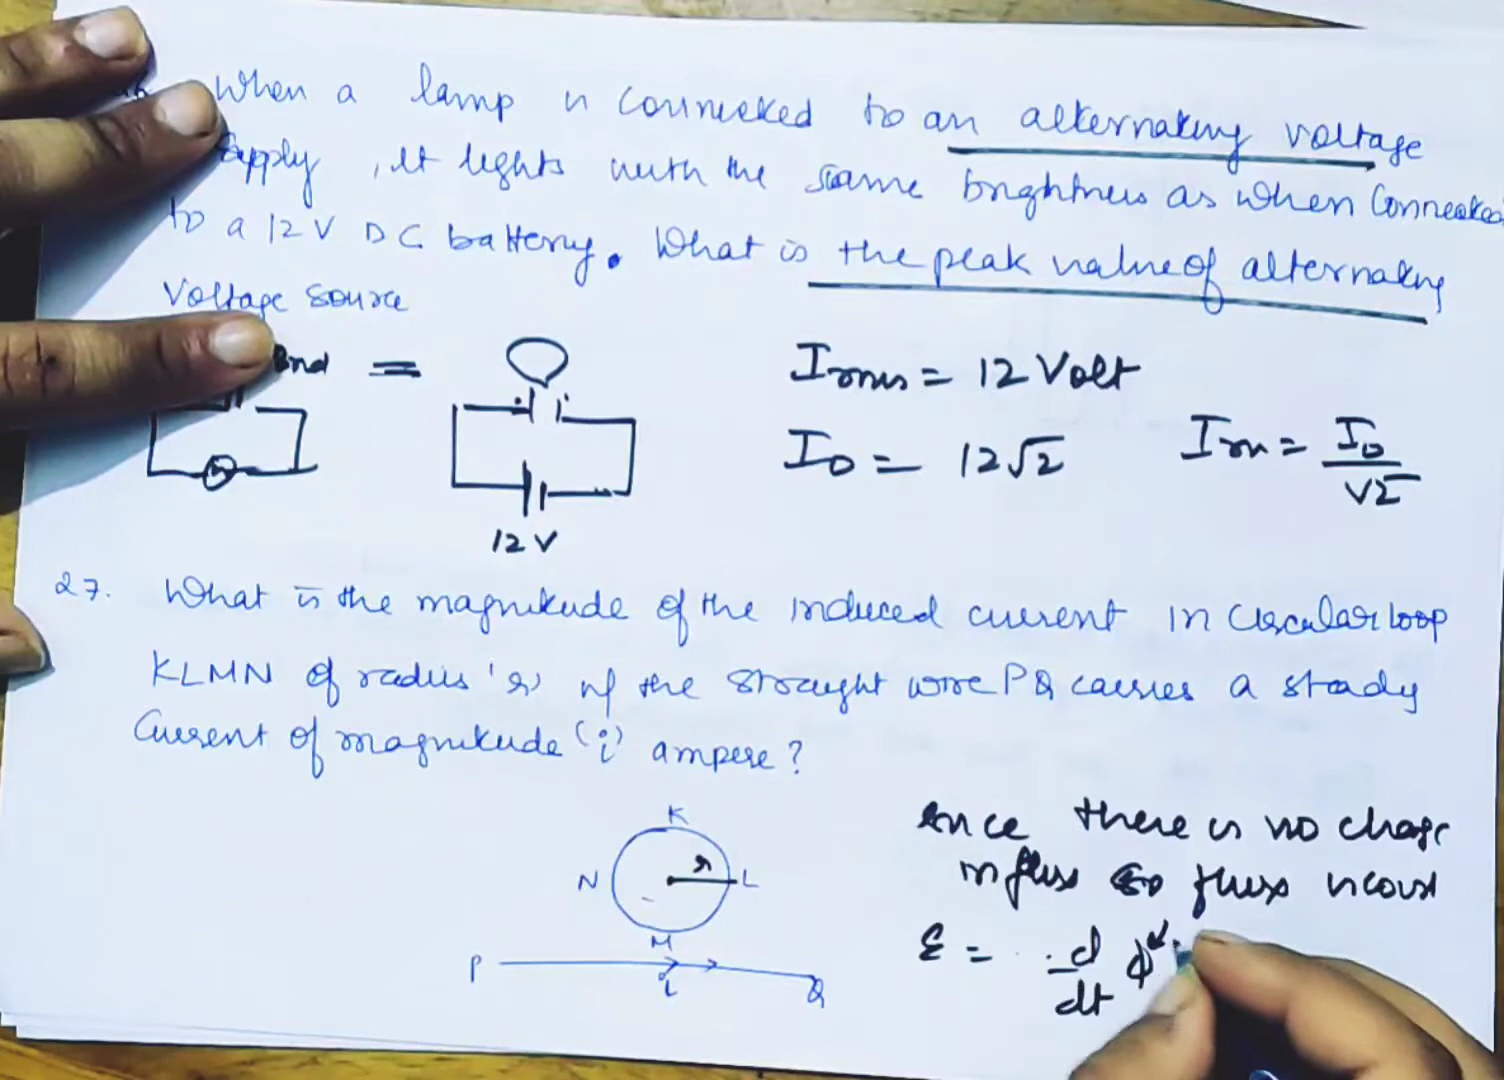 When a lamp is connected to an alternating voltage
supply, it lights with the same brightness as when connected
to a 12 V DC battery. What is the peak value of alternating
Voltage source
Bnd =
12 V
Irms = 12 Volt
I0 = 12√2
Irm = I0/√2
27. What is the magnitude of the induced current in circular loop
KLMN of radius 'r' if the straight wire PQ carries a steady
Current of magnitude (i) ampere?
K
N r L
M
P i Q
Since there is no change
in flux so flux is const
ε = - d/dt ϕ